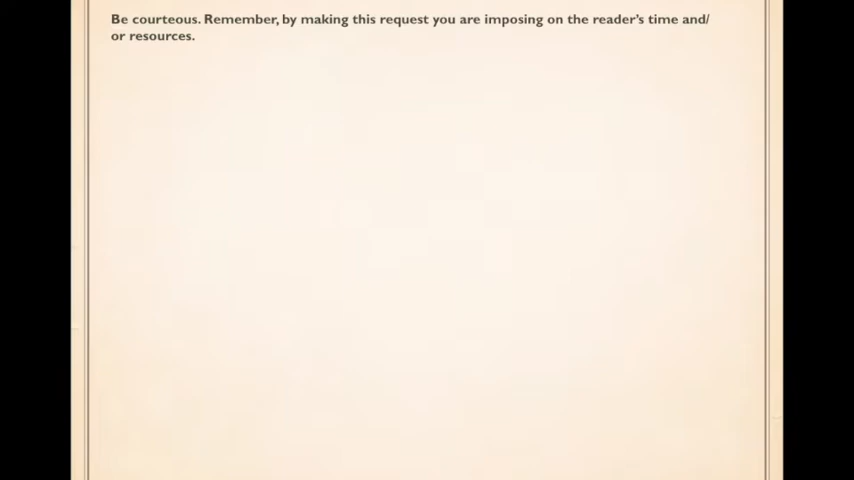 Be courteous. Remember, by making this request you are imposing on the reader's time and/
or resources.